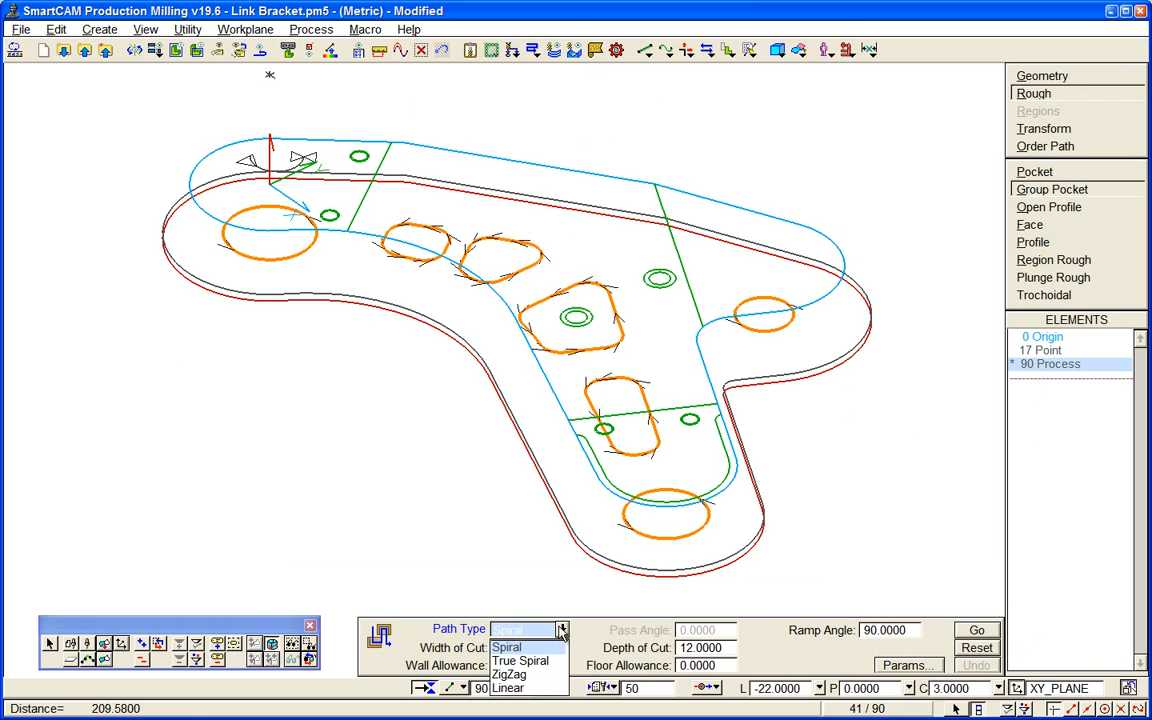 SmartCAM Production Milling v19.6 - Link Bracket.pm5 - (Metric) - Modified
File Edit Create View Utility Workplane Process Macro Help
Geometry
Rough
Regions
Transform
Order Path
Pocket
Group Pocket
Open Profile
Face
Profile
Region Rough
Plunge Rough
Trochoidal
ELEMENTS
0 Origin
17 Point
* 90 Process
Path Type Spiral Pass Angle: 0.0000 Ramp Angle: 90.0000 Go
Width of Cut: Spiral Depth of Cut: 12.0000 Reset
True Spiral
Wall Allowance: Floor Allowance: 0.0000 Params... Undo
ZigZag
Linear
90 50 L -22.0000 P 0.0000 C 3.0000 XY_PLANE
Distance= 209.5800 41 / 90